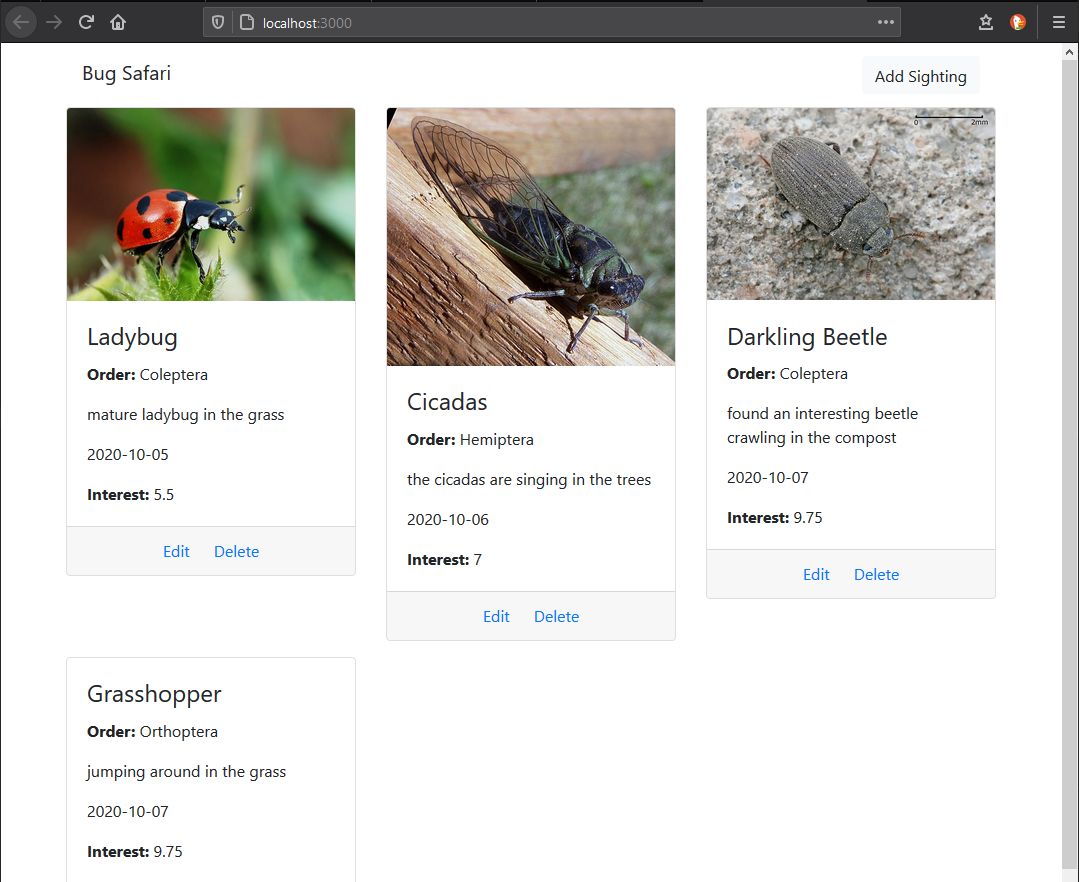 localhost:3000
Bug Safari
Add Sighting
0 2mm
Ladybug
Order: Coleptera
mature ladybug in the grass
2020-10-05
Interest: 5.5
Edit Delete
Cicadas
Order: Hemiptera
the cicadas are singing in the trees
2020-10-06
Interest: 7
Edit Delete
Darkling Beetle
Order: Coleptera
found an interesting beetle
crawling in the compost
2020-10-07
Interest: 9.75
Edit Delete
Grasshopper
Order: Orthoptera
jumping around in the grass
2020-10-07
Interest: 9.75